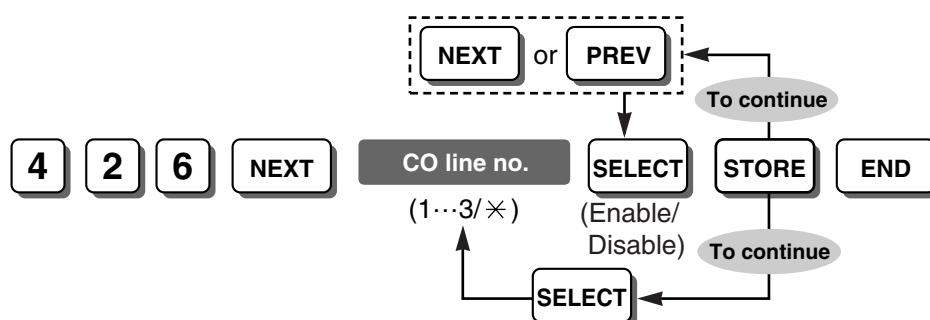 NEXT or PREV
To continue
4 2 6 NEXT CO line no. SELECT STORE END
(1···3/✳) (Enable/
Disable)
To continue
SELECT